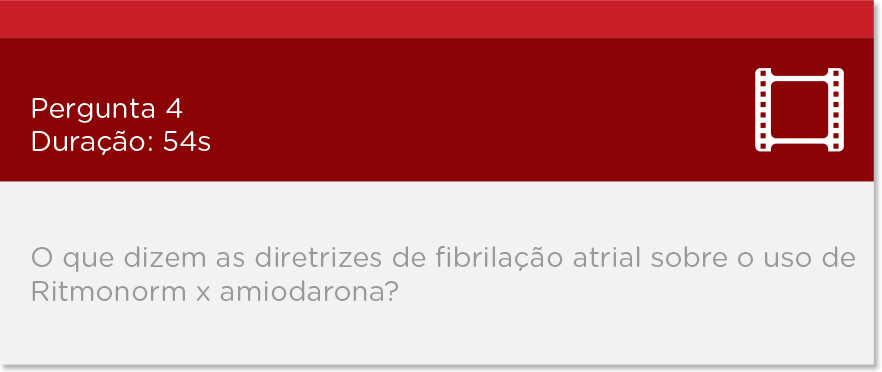 Pergunta 4
Duração: 54s
O que dizem as diretrizes de fibrilação atrial sobre o uso de
Ritmonorm x amiodarona?